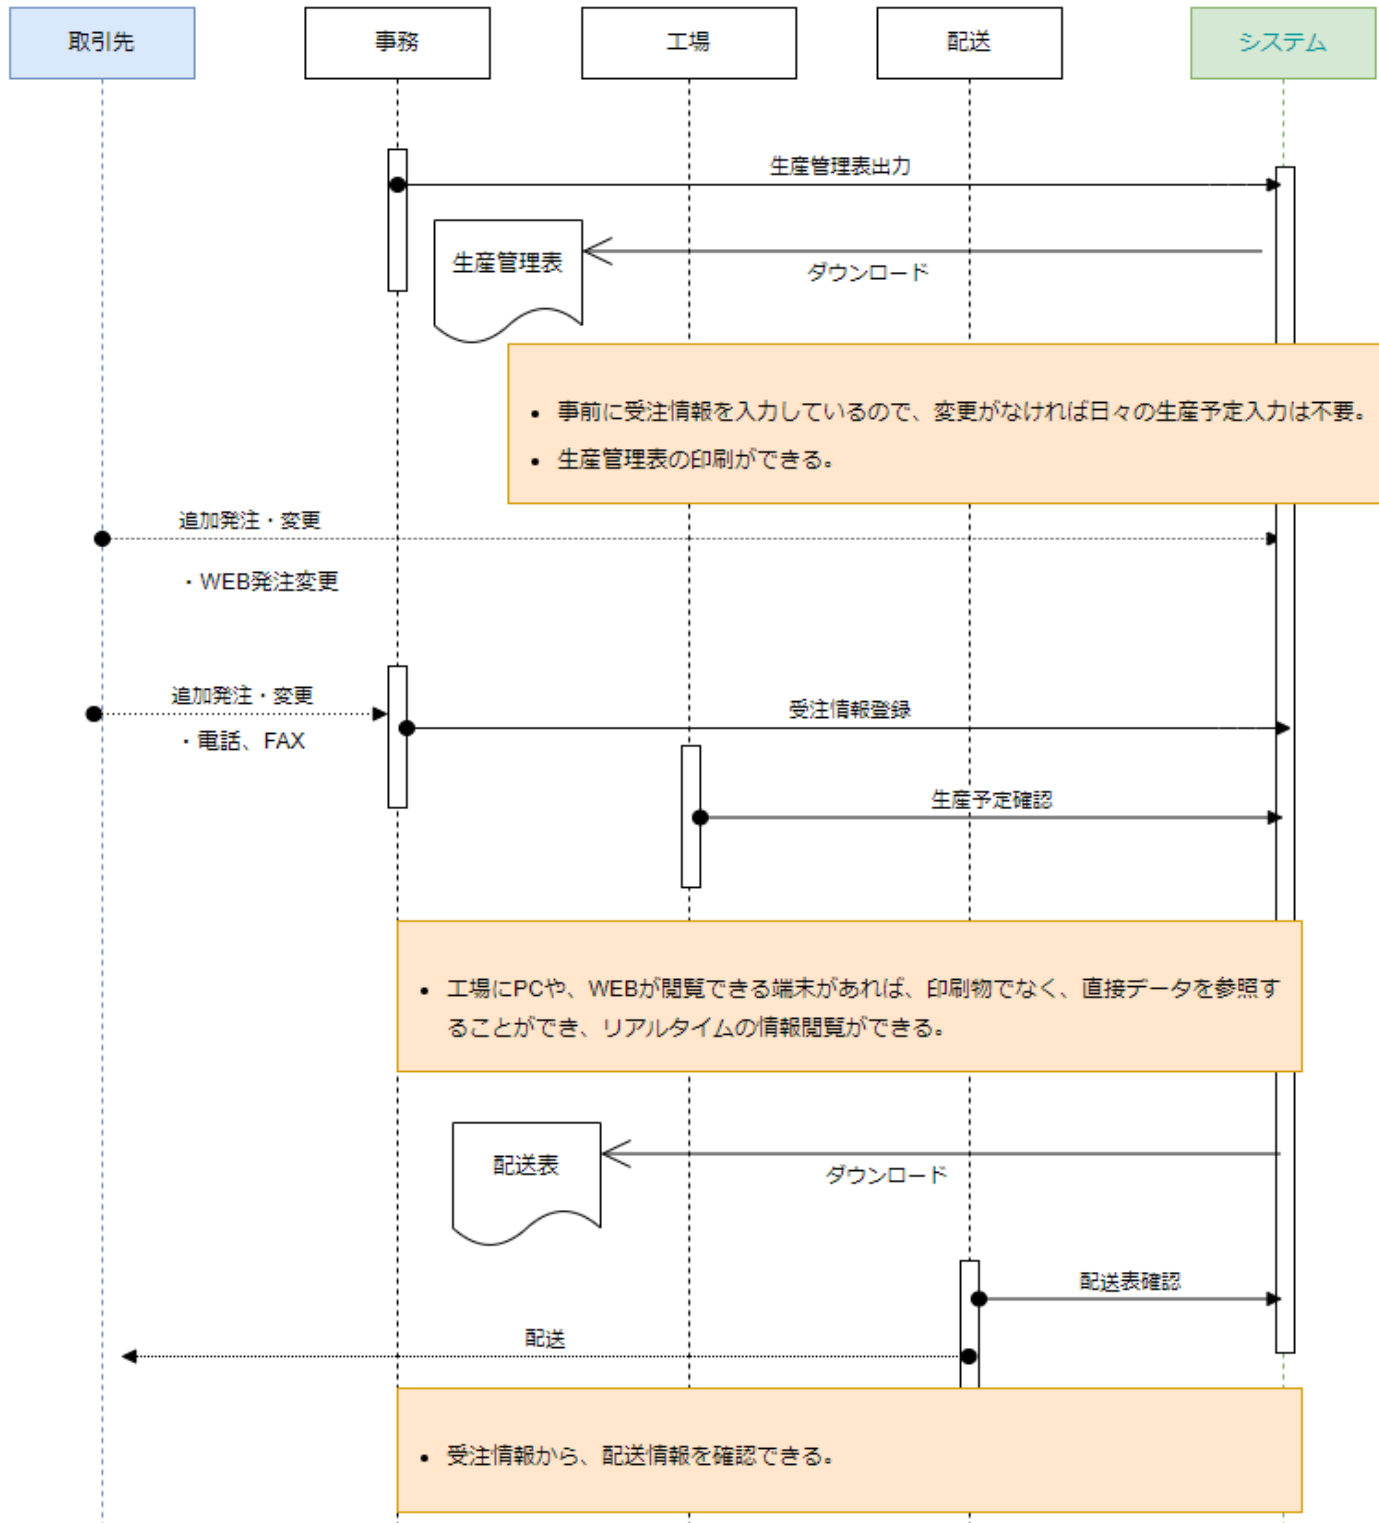 取引先
事務
工場
配送
システム
生産管理表出力
生産管理表
ダウンロード
• 事前に受注情報を入力しているので、変更がなければ日々の生産予定入力は不要。
• 生産管理表の印刷ができる。
追加発注・変更
・WEB発注変更
追加発注・変更
・電話、FAX
受注情報登録
生産予定確認
• 工場にPCや、WEBが閲覧できる端末があれば、印刷物でなく、直接データを参照す
ることができ、リアルタイムの情報閲覧ができる。
配送表
ダウンロード
配送表確認
配送
• 受注情報から、配送情報を確認できる。